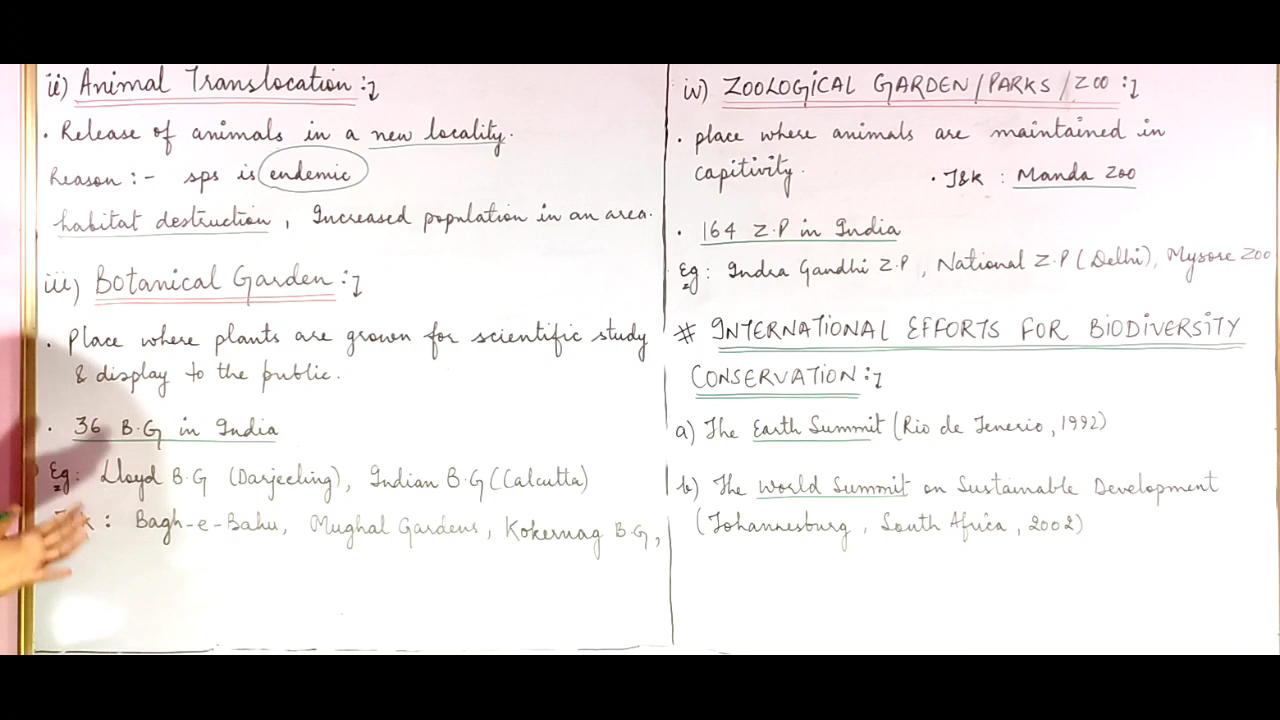 ii) Animal Translocation :-
• Release of animals in a new locality.
Reason :- sps is endemic
habitat destruction, Increased population in an area.
iii) Botanical Garden :-
• Place where plants are grown for scientific study
& display to the public.
• 36 B.G in India
Eg: Lloyd B.G (Darjeeling), Indian B.G (Calcutta)
: Bagh-e-Bahu, Mughal Gardens, Kokernag B.G,
iv) ZOOLOGICAL GARDEN/PARKS/ZOO :-
• place where animals are maintained in
capitivity. • J&K : Manda Zoo
• 164 Z.P in India
Eg: Indra Gandhi Z.P, National Z.P (Delhi), Mysore Zoo
# INTERNATIONAL EFFORTS FOR BIODIVERSITY
CONSERVATION :-
a) The Earth Summit (Rio de Jenerio, 1992)
b) The World Summit on Sustainable Development
(Johannesburg, South Africa, 2002)